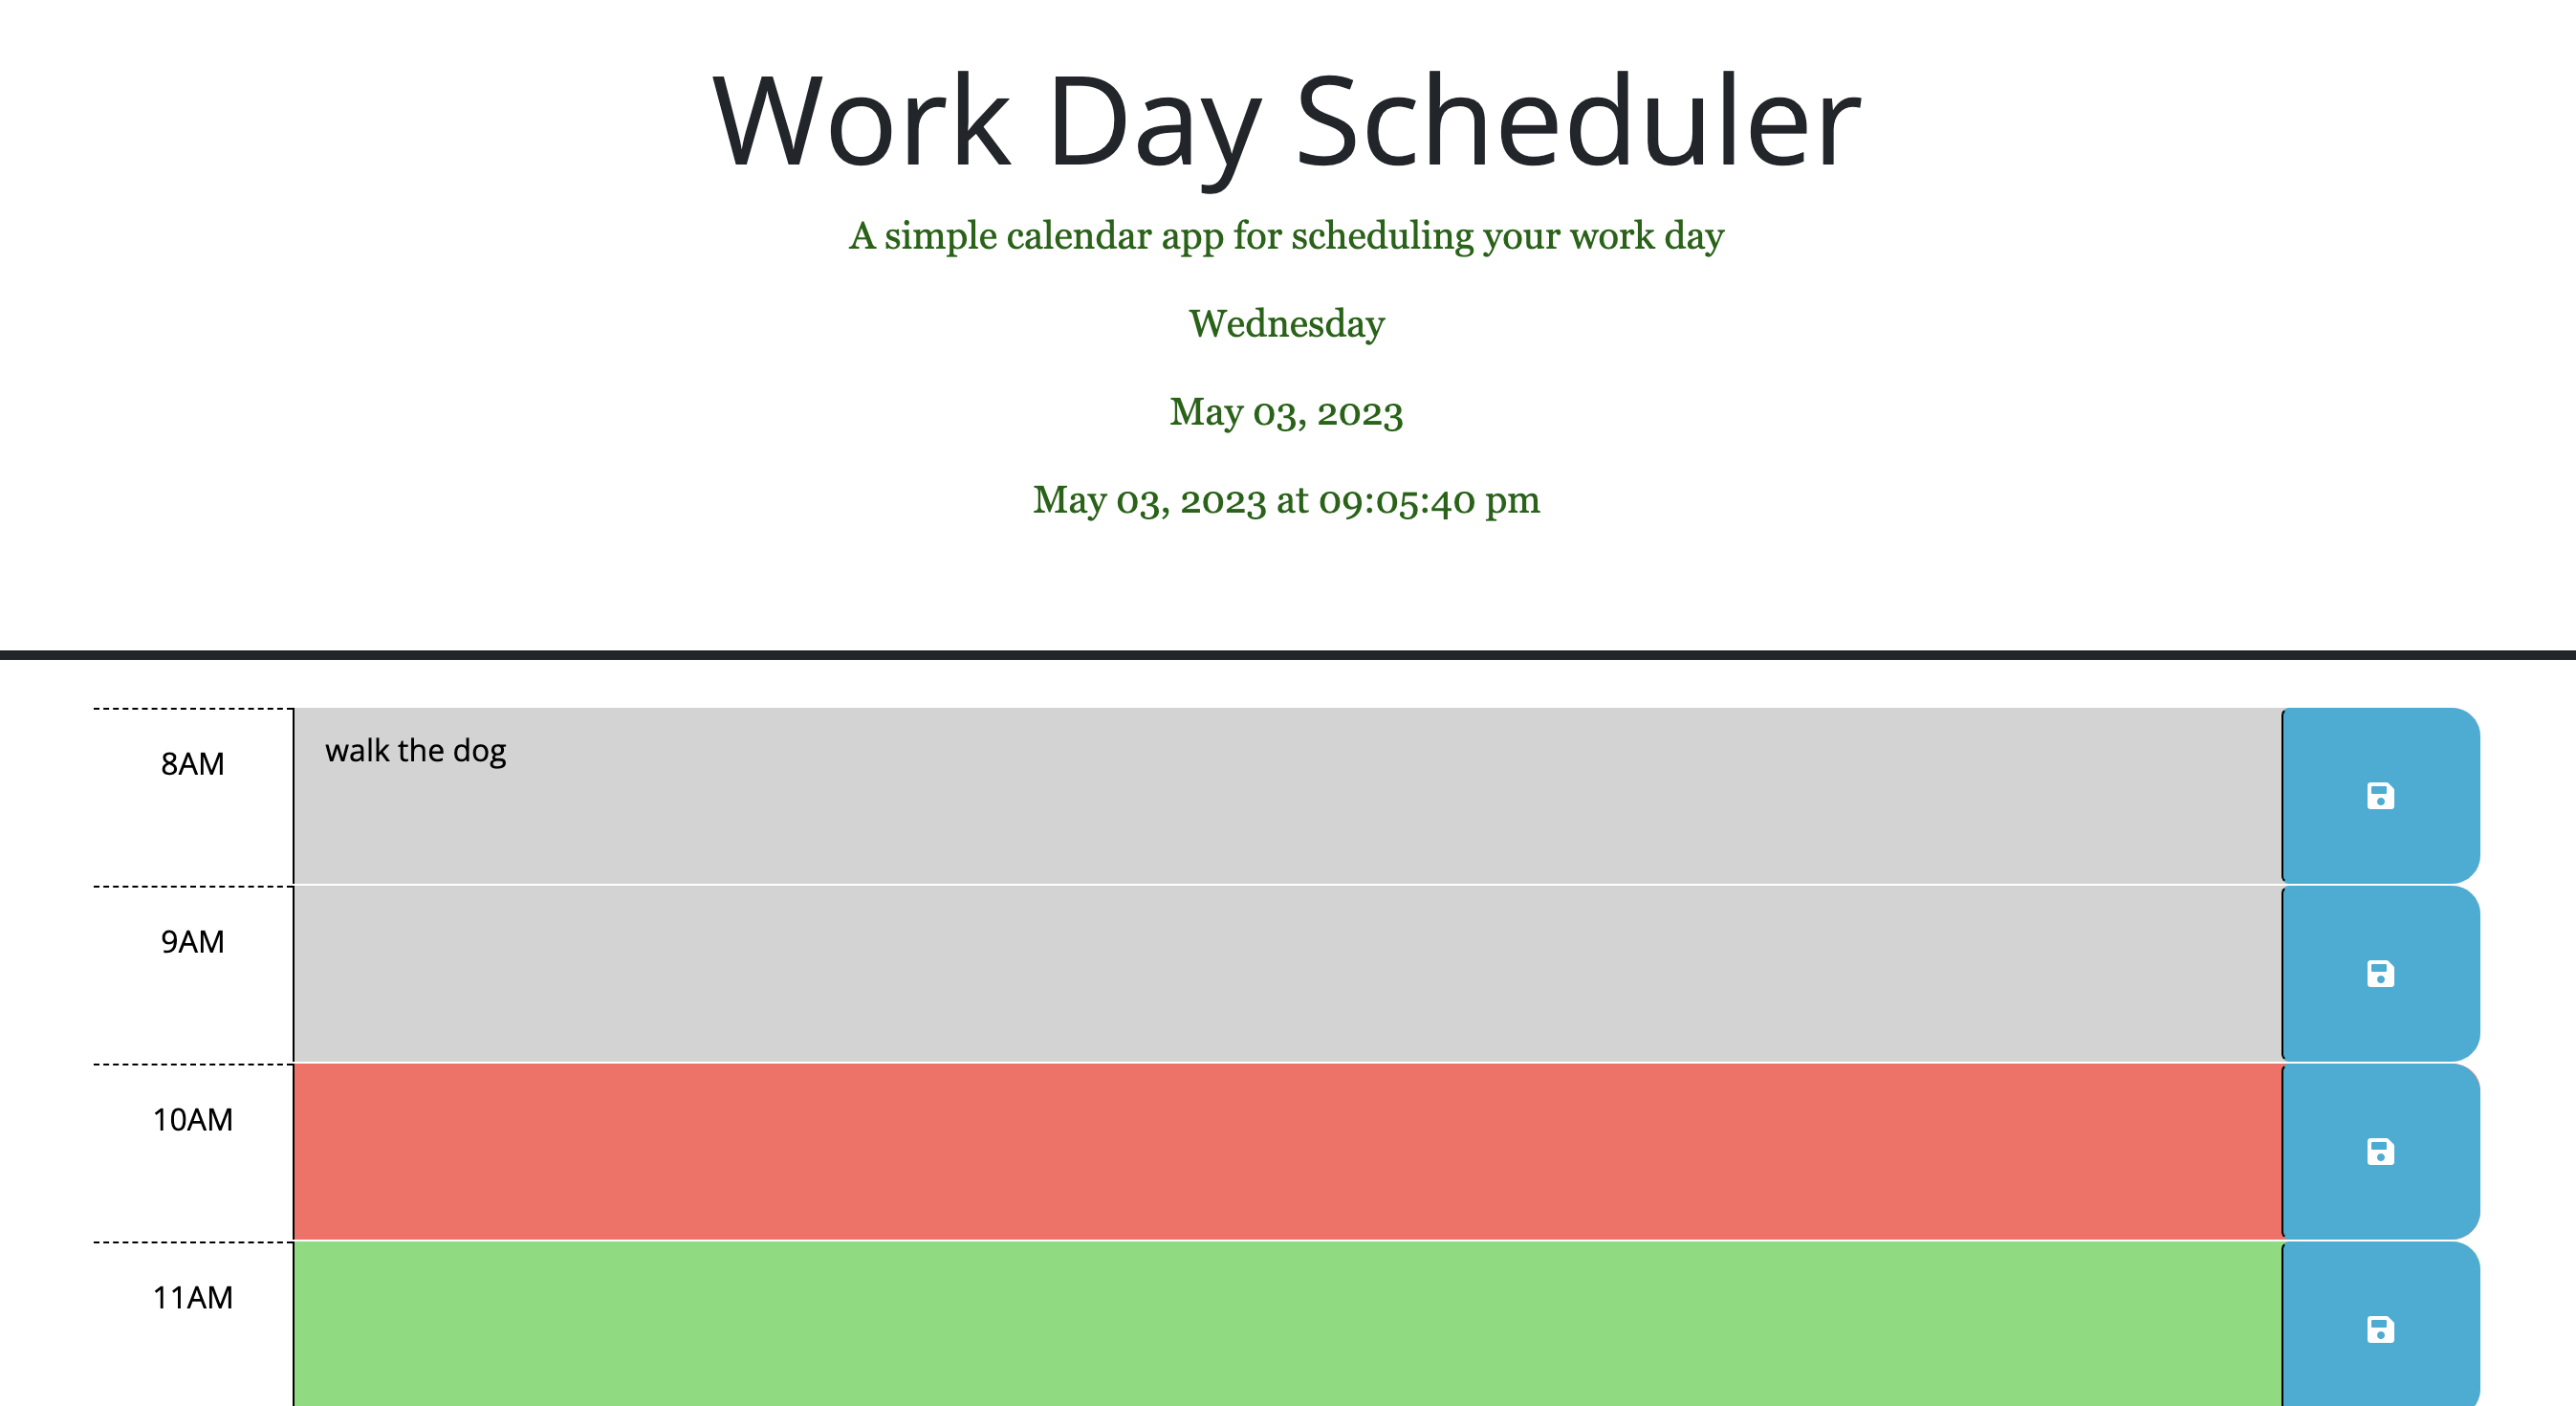 Work Day Scheduler
A simple calendar app for scheduling your work day
Wednesday
May 03, 2023
May 03, 2023 at 09:05:40 pm
8AM
walk the dog
9AM
10AM
11AM